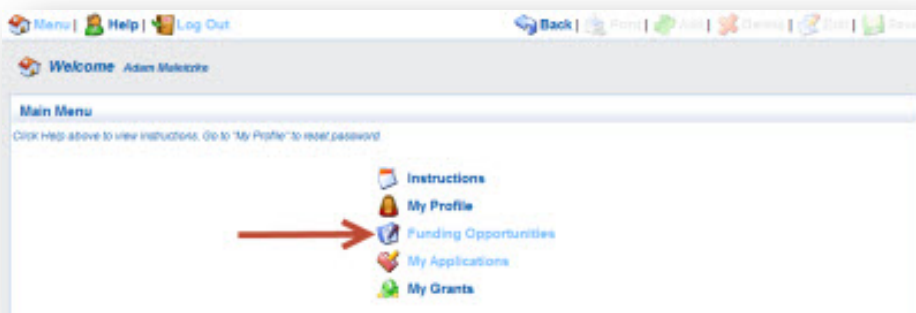 Menu | Help | Log Out
Back | Print | Add | Delete | Edit | Save
Welcome Adam Maletzke
Main Menu
Click Help above to view instructions. Go to "My Profile" to reset password.
Instructions
My Profile
Funding Opportunities
My Applications
My Grants